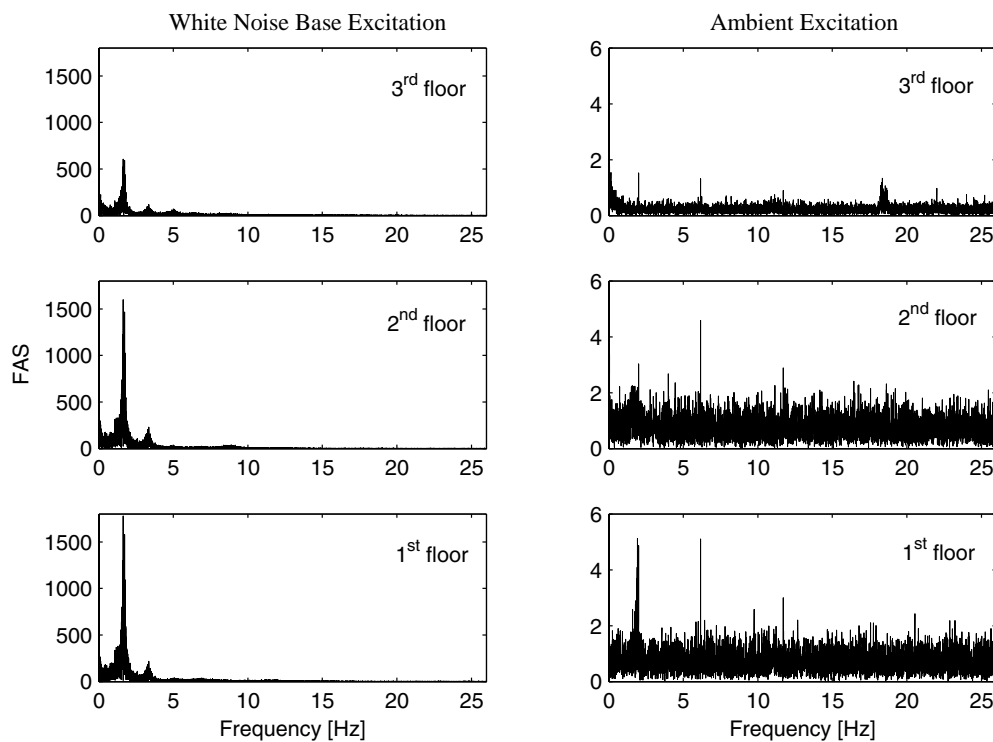 White Noise Base Excitation
1500
1000
500
0
3rd floor
0 5 10 15 20 25
1500
1000
500
0
2nd floor
0 5 10 15 20 25
FAS
1500
1000
500
0
1st floor
0 5 10 15 20 25
Frequency [Hz]
Ambient Excitation
6
4
2
0
3rd floor
0 5 10 15 20 25
6
4
2
0
2nd floor
0 5 10 15 20 25
6
4
2
0
1st floor
0 5 10 15 20 25
Frequency [Hz]